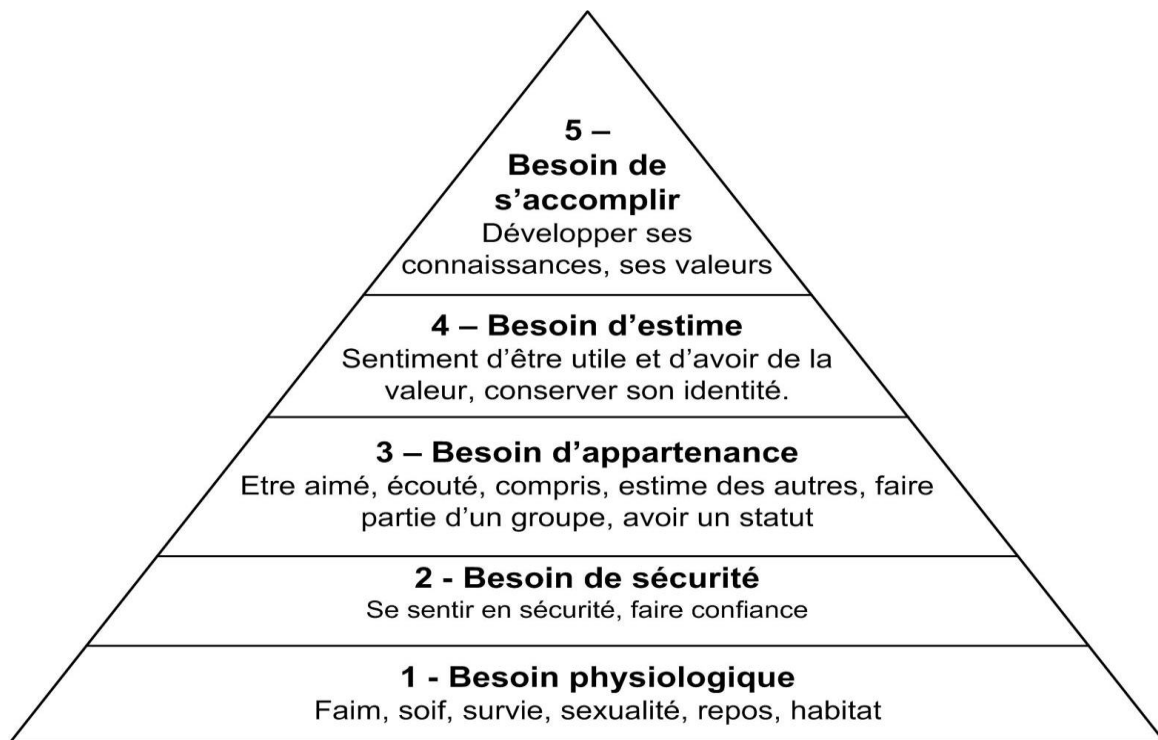 5 –
Besoin de
s’accomplir
Développer ses
connaissances, ses valeurs
4 – Besoin d’estime
Sentiment d’être utile et d’avoir de la
valeur, conserver son identité.
3 – Besoin d’appartenance
Etre aimé, écouté, compris, estime des autres, faire
partie d’un groupe, avoir un statut
2 - Besoin de sécurité
Se sentir en sécurité, faire confiance
1 - Besoin physiologique
Faim, soif, survie, sexualité, repos, habitat